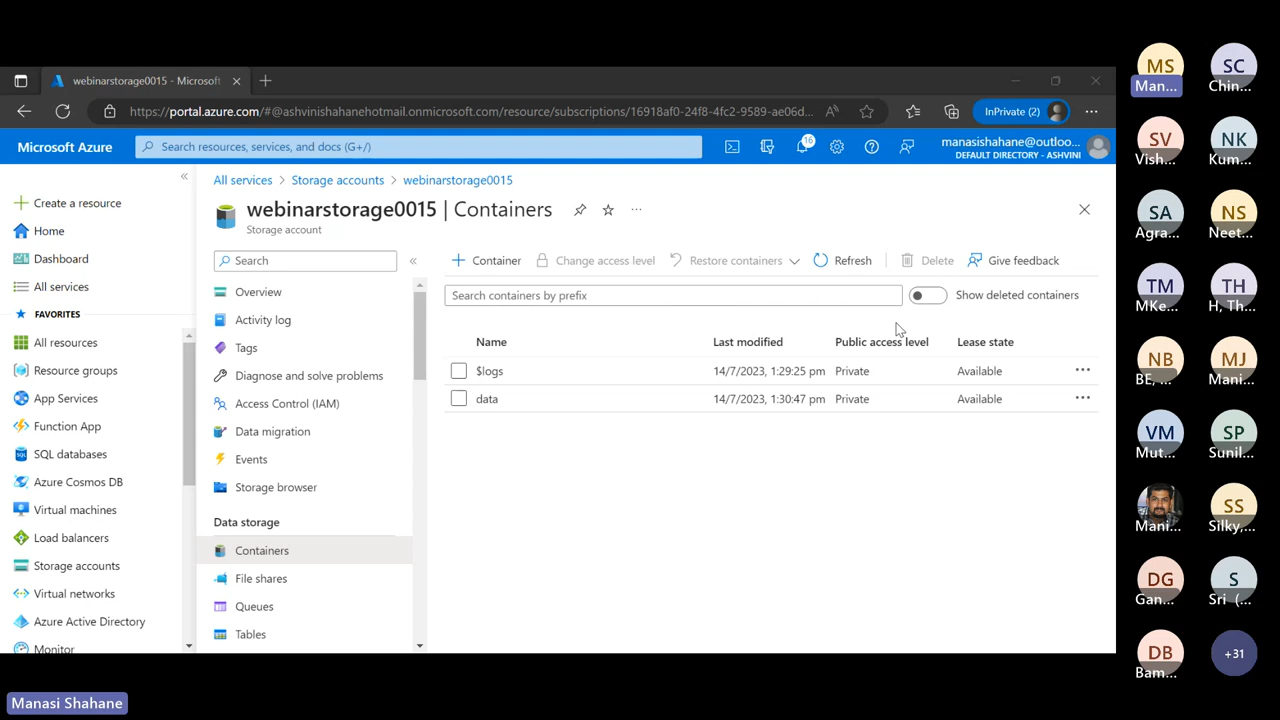 webinarstorage0015 - Microsoft
https://portal.azure.com/#@ashvinishahanehotmail.onmicrosoft.com/resource/subscriptions/16918af0-24f8-4fc2-9589-ae06d...
InPrivate (2)
Microsoft Azure
Search resources, services, and docs (G+/)
16
manasishahane@outloo...
DEFAULT DIRECTORY - ASHVINI
Create a resource
Home
Dashboard
All services
FAVORITES
All resources
Resource groups
App Services
Function App
SQL databases
Azure Cosmos DB
Virtual machines
Load balancers
Storage accounts
Virtual networks
Azure Active Directory
Monitor
All services > Storage accounts > webinarstorage0015
webinarstorage0015 | Containers
Storage account
Search
Overview
Activity log
Tags
Diagnose and solve problems
Access Control (IAM)
Data migration
Events
Storage browser
Data storage
Containers
File shares
Queues
Tables
Container Change access level Restore containers Refresh Delete Give feedback
Search containers by prefix
Show deleted containers
Name Last modified Public access level Lease state
$logs 14/7/2023, 1:29:25 pm Private Available
data 14/7/2023, 1:30:47 pm Private Available
MS SC
Man... Chin...
SV NK
Vish... Kum...
SA NS
Agra... Neet...
TM TH
MKe... H, Th...
NB MJ
BE, ... Mani...
VM SP
Mut... Sunil...
SS
Mani... Silky,...
DG S
Gan... Sri (...
DB +31
Bam...
Manasi Shahane